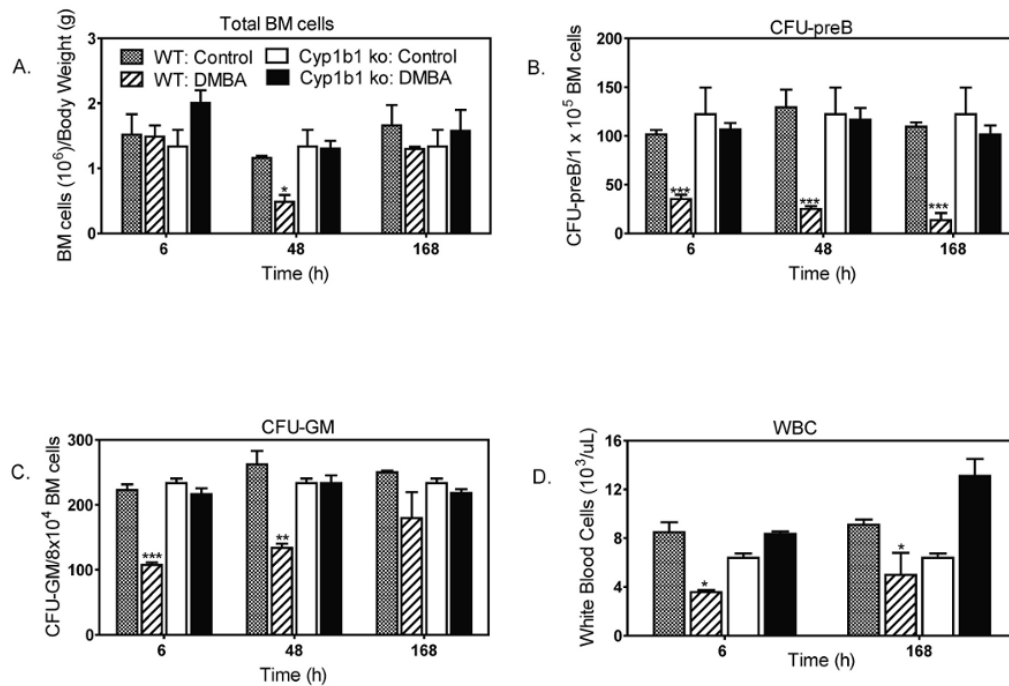 Total BM cells
A.
BM cells (10⁶)/Body Weight (g)
3
2
1
0
WT: Control
Cyp1b1 ko: Control
WT: DMBA
Cyp1b1 ko: DMBA
*
6
48
168
Time (h)
CFU-preB
B.
CFU-preB/1 x 10⁵ BM cells
200
150
100
50
0
***
***
***
6
48
168
Time (h)
CFU-GM
C.
CFU-GM/8x10⁴ BM cells
300
200
100
0
***
**
6
48
168
Time (h)
WBC
D.
White Blood Cells (10³/uL)
16
12
8
4
0
*
*
6
168
Time (h)